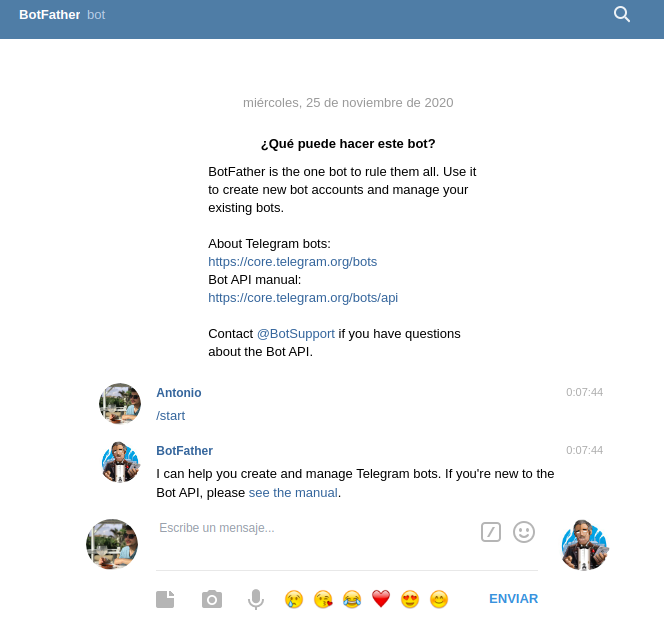 BotFather bot
miércoles, 25 de noviembre de 2020
¿Qué puede hacer este bot?
BotFather is the one bot to rule them all. Use it
to create new bot accounts and manage your
existing bots.
About Telegram bots:
https://core.telegram.org/bots
Bot API manual:
https://core.telegram.org/bots/api
Contact @BotSupport if you have questions
about the Bot API.
Antonio 0:07:44
/start
BotFather 0:07:44
I can help you create and manage Telegram bots. If you're new to the
Bot API, please see the manual.
Escribe un mensaje...
ENVIAR